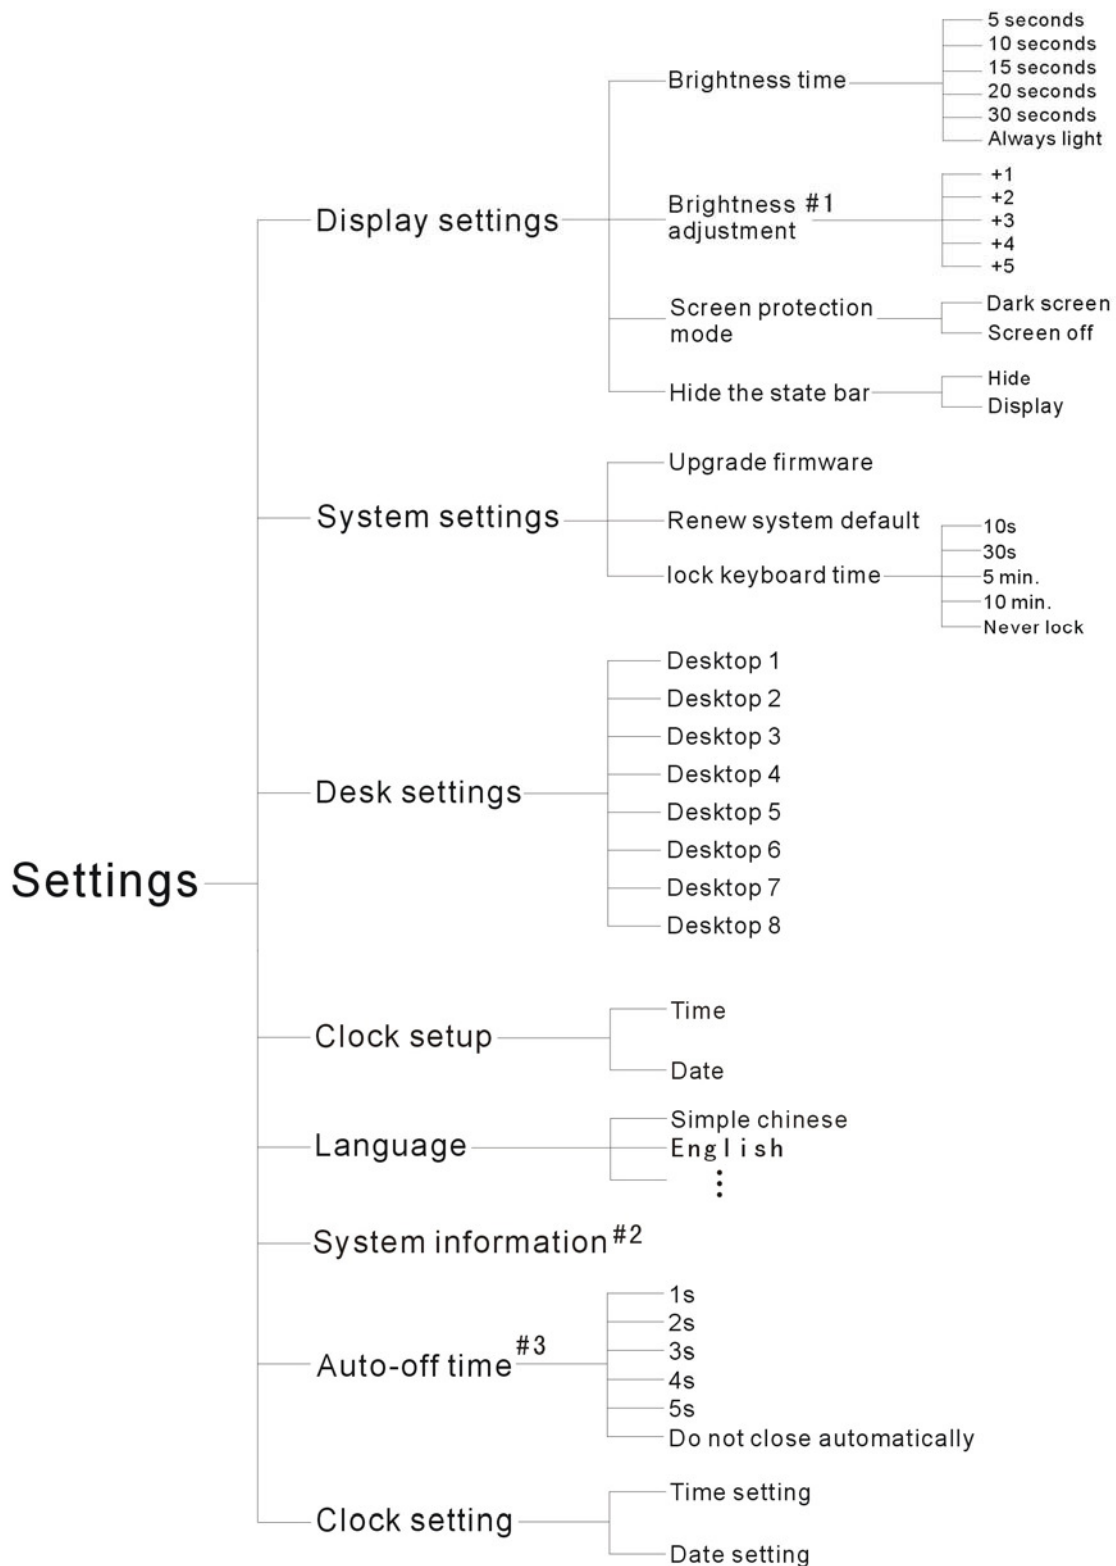 Settings
Display settings
Brightness time
5 seconds
10 seconds
15 seconds
20 seconds
30 seconds
Always light
Brightness #1
adjustment
+1
+2
+3
+4
+5
Screen protection
mode
Dark screen
Screen off
Hide the state bar
Hide
Display
System settings
Upgrade firmware
Renew system default
lock keyboard time
10s
30s
5 min.
10 min.
Never lock
Desk settings
Desktop 1
Desktop 2
Desktop 3
Desktop 4
Desktop 5
Desktop 6
Desktop 7
Desktop 8
Clock setup
Time
Date
Language
Simple chinese
English
⋮
System information #2
Auto-off time #3
1s
2s
3s
4s
5s
Do not close automatically
Clock setting
Time setting
Date setting